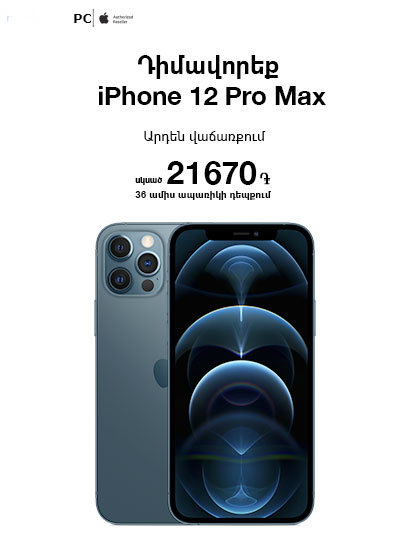 PC Authorized Reseller
Դիմավորեք
iPhone 12 Pro Max
Արդեն վաճառքում
սկսած 21670 ֏
36 ամիս ապառիկի դեպքում